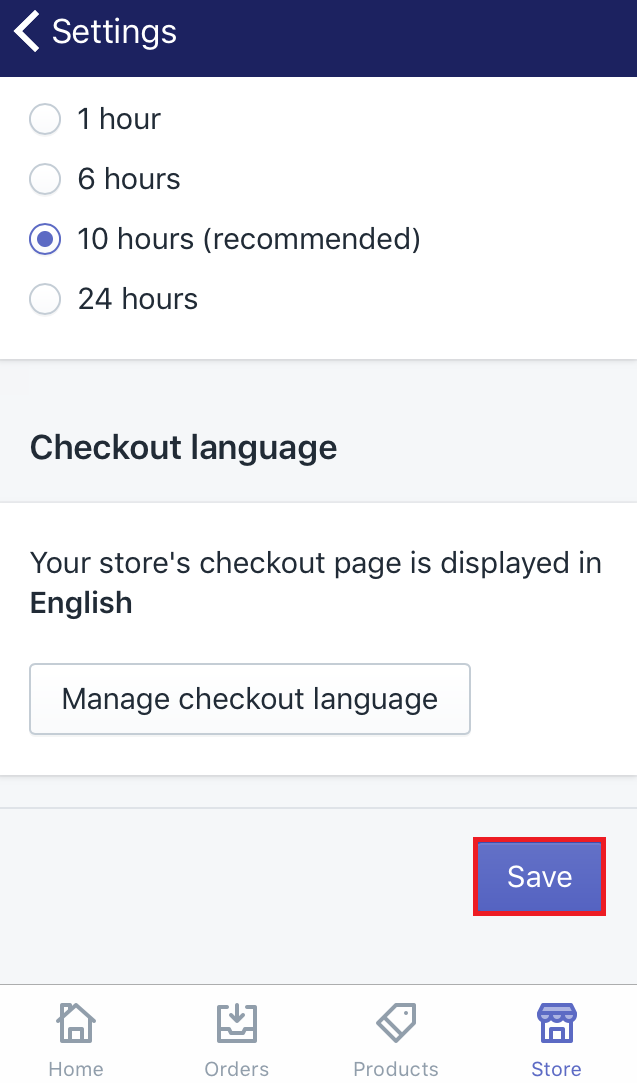 Settings
1 hour
6 hours
10 hours (recommended)
24 hours
Checkout language
Your store's checkout page is displayed in
English
Manage checkout language
Save
Home
Orders
Products
Store